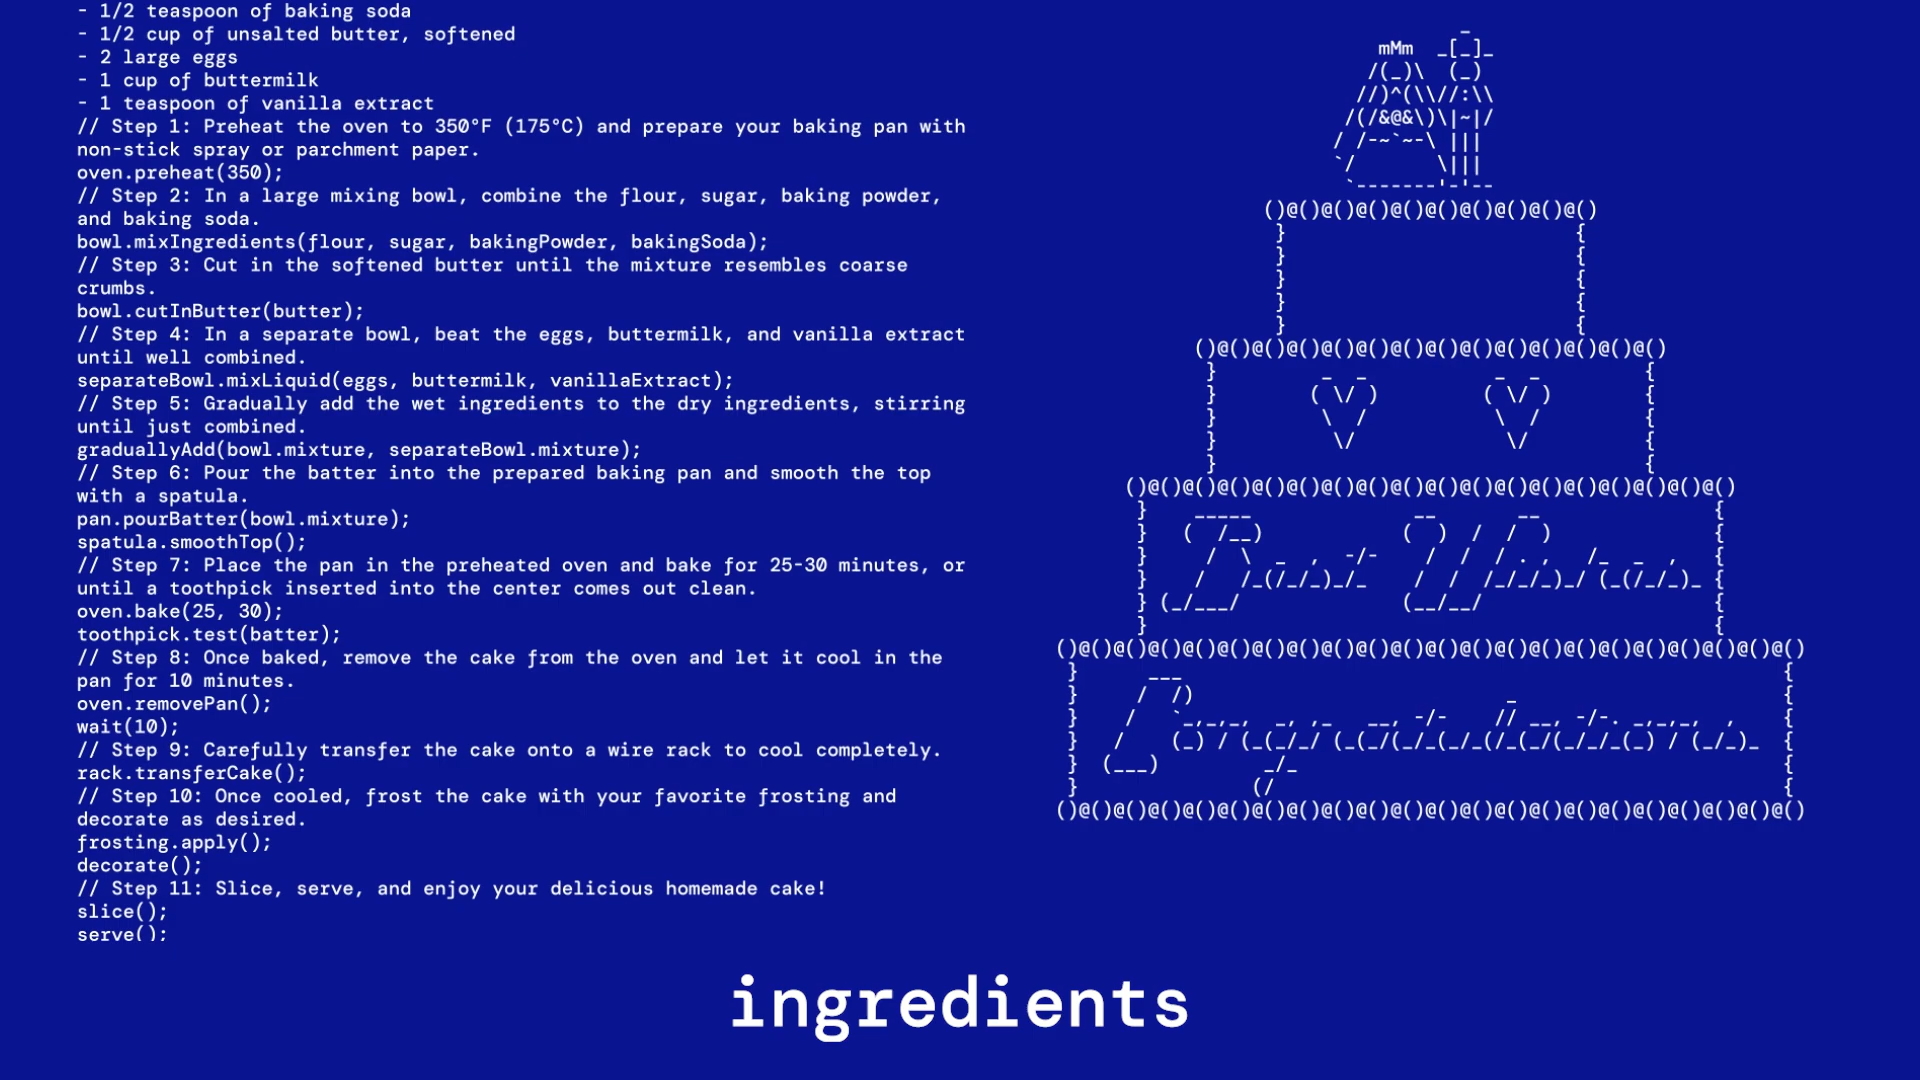 - 1/2 teaspoon of baking soda
- 1/2 cup of unsalted butter, softened
- 2 large eggs
- 1 cup of buttermilk
- 1 teaspoon of vanilla extract
// Step 1: Preheat the oven to 350°F (175°C) and prepare your baking pan with
non-stick spray or parchment paper.
oven.preheat(350);
// Step 2: In a large mixing bowl, combine the flour, sugar, baking powder,
and baking soda.
bowl.mixIngredients(flour, sugar, bakingPowder, bakingSoda);
// Step 3: Cut in the softened butter until the mixture resembles coarse
crumbs.
bowl.cutInButter(butter);
// Step 4: In a separate bowl, beat the eggs, buttermilk, and vanilla extract
until well combined.
separateBowl.mixLiquid(eggs, buttermilk, vanillaExtract);
// Step 5: Gradually add the wet ingredients to the dry ingredients, stirring
until just combined.
graduallyAdd(bowl.mixture, separateBowl.mixture);
// Step 6: Pour the batter into the prepared baking pan and smooth the top
with a spatula.
pan.pourBatter(bowl.mixture);
spatula.smoothTop();
// Step 7: Place the pan in the preheated oven and bake for 25-30 minutes, or
until a toothpick inserted into the center comes out clean.
oven.bake(25, 30);
toothpick.test(batter);
// Step 8: Once baked, remove the cake from the oven and let it cool in the
pan for 10 minutes.
oven.removePan();
wait(10);
// Step 9: Carefully transfer the cake onto a wire rack to cool completely.
rack.transferCake();
// Step 10: Once cooled, frost the cake with your favorite frosting and
decorate as desired.
frosting.apply();
decorate();
// Step 11: Slice, serve, and enjoy your delicious homemade cake!
slice();
serve();
Best Wishes
Congratulations
ingredients